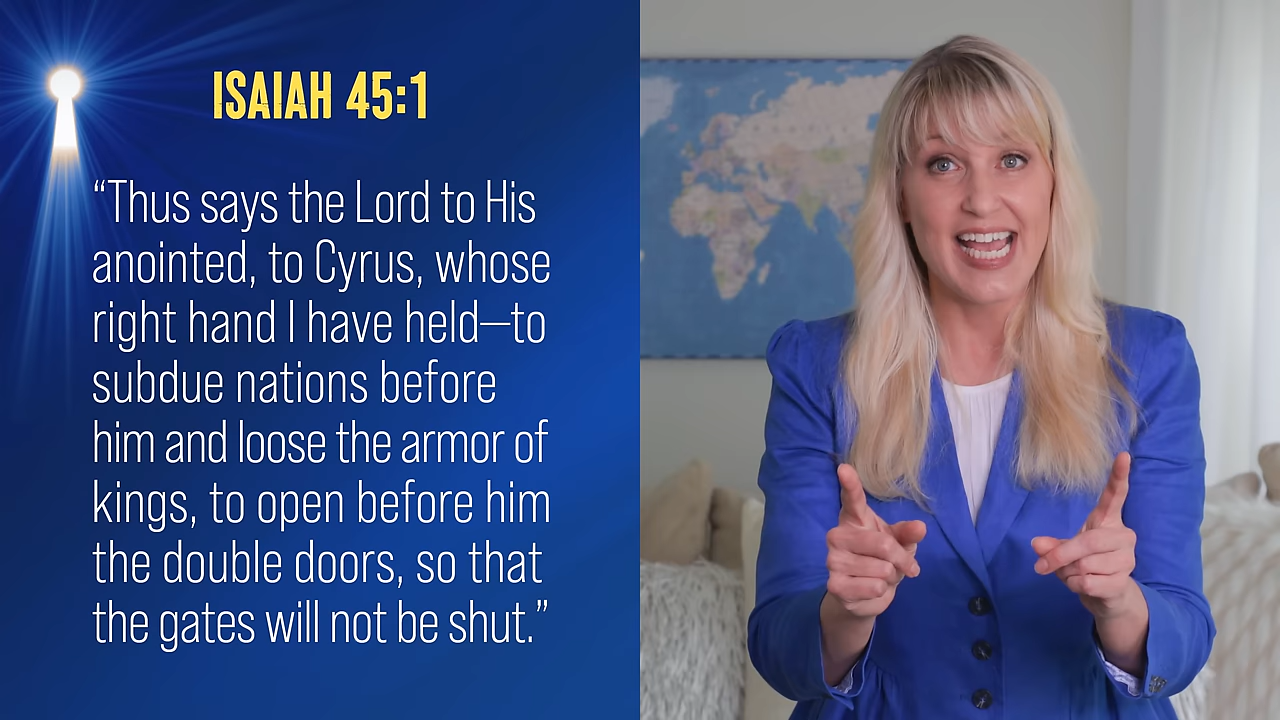 ISAIAH 45:1
“Thus says the Lord to His
anointed, to Cyrus, whose
right hand I have held—to
subdue nations before
him and loose the armor of
kings, to open before him
the double doors, so that
the gates will not be shut.”